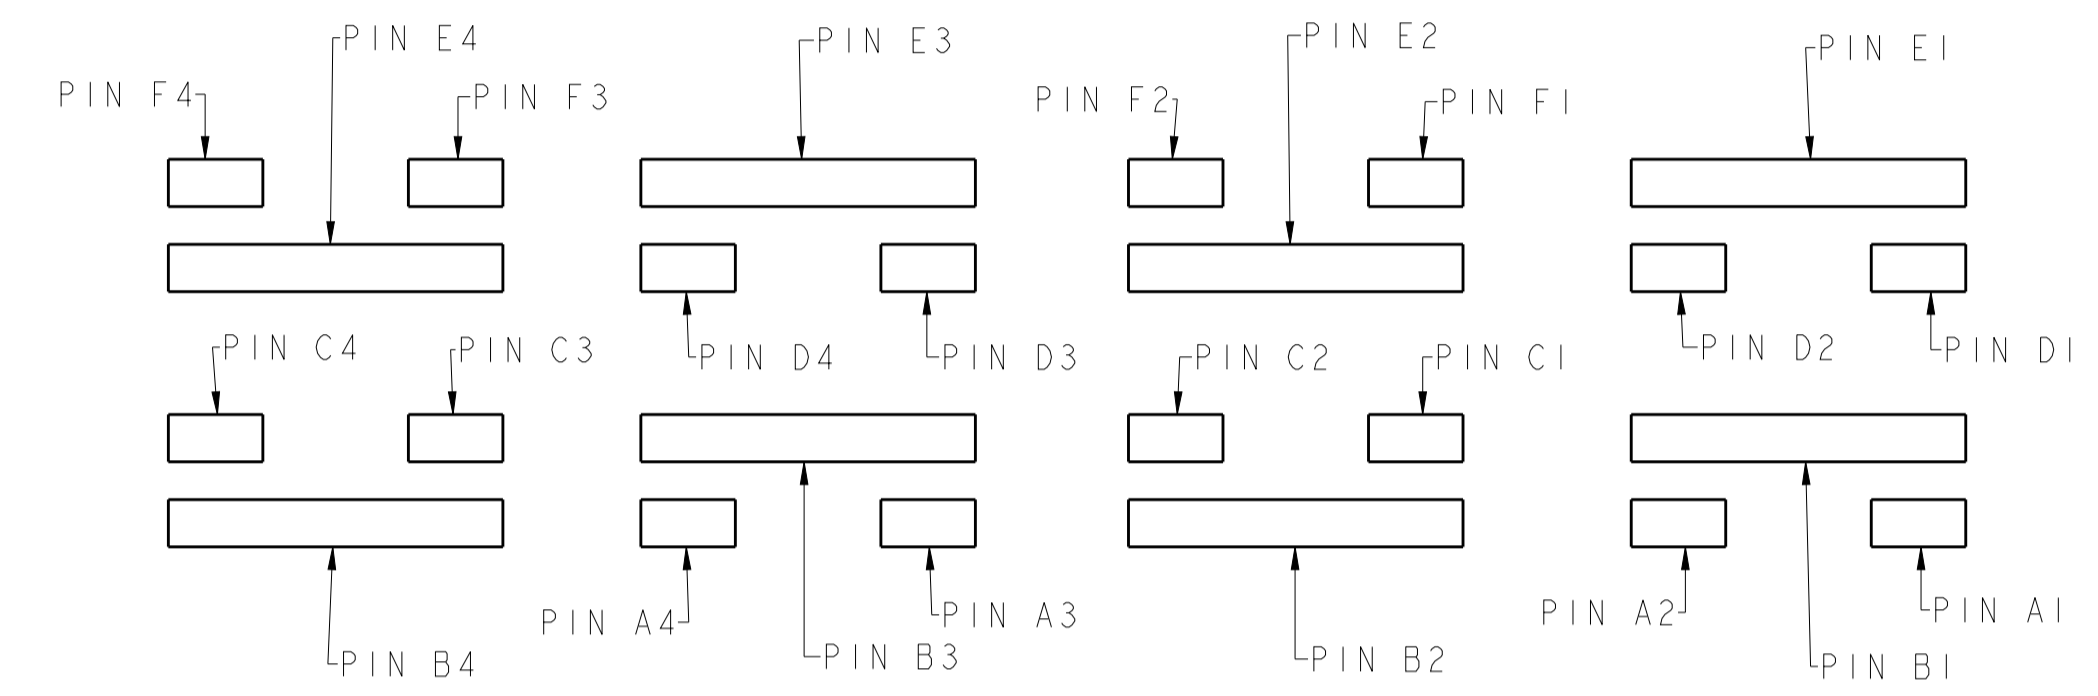 PIN E4
PIN E3
PIN E2
PIN E1
PIN F4
PIN F3
PIN F2
PIN F1
PIN C4
PIN C3
PIN D4
PIN D3
PIN C2
PIN C1
PIN D2
PIN D1
PIN A4
PIN A3
PIN A2
PIN A1
PIN B4
PIN B3
PIN B2
PIN B1